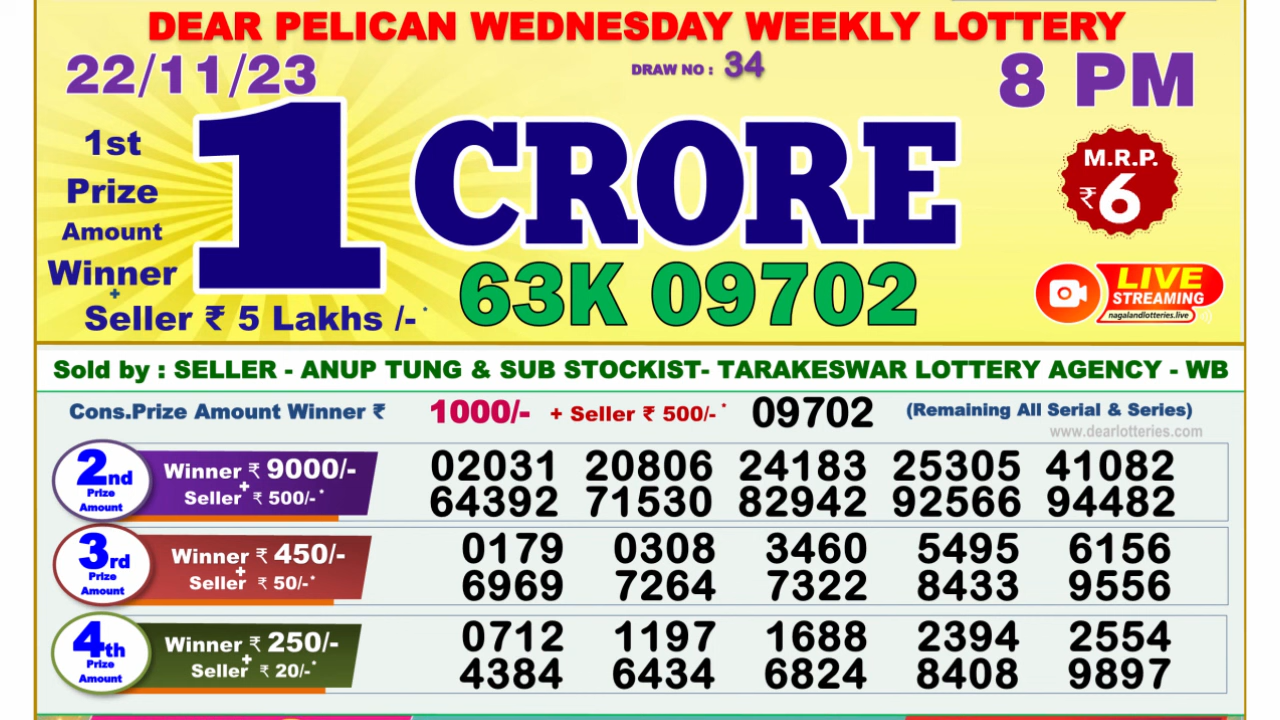 DEAR PELICAN WEDNESDAY WEEKLY LOTTERY
22/11/23
DRAW NO : 34
8 PM
1st
Prize
Amount
Winner
+
Seller ₹ 5 Lakhs /-*
1 CRORE
63K 09702
M.R.P.
₹6
LIVE
STREAMING
nagalandlotteries.live
Sold by : SELLER - ANUP TUNG & SUB STOCKIST- TARAKESWAR LOTTERY AGENCY - WB
Cons.Prize Amount Winner ₹ 1000/- + Seller ₹ 500/-* 09702 (Remaining All Serial & Series)
www.dearlotteries.com
2nd
Prize
Amount
Winner ₹ 9000/-
+
Seller ₹ 500/-*
02031 20806 24183 25305 41082
64392 71530 82942 92566 94482
3rd
Prize
Amount
Winner ₹ 450/-
+
Seller ₹ 50/-*
0179 0308 3460 5495 6156
6969 7264 7322 8433 9556
4th
Prize
Amount
Winner ₹ 250/-
+
Seller ₹ 20/-*
0712 1197 1688 2394 2554
4384 6434 6824 8408 9897